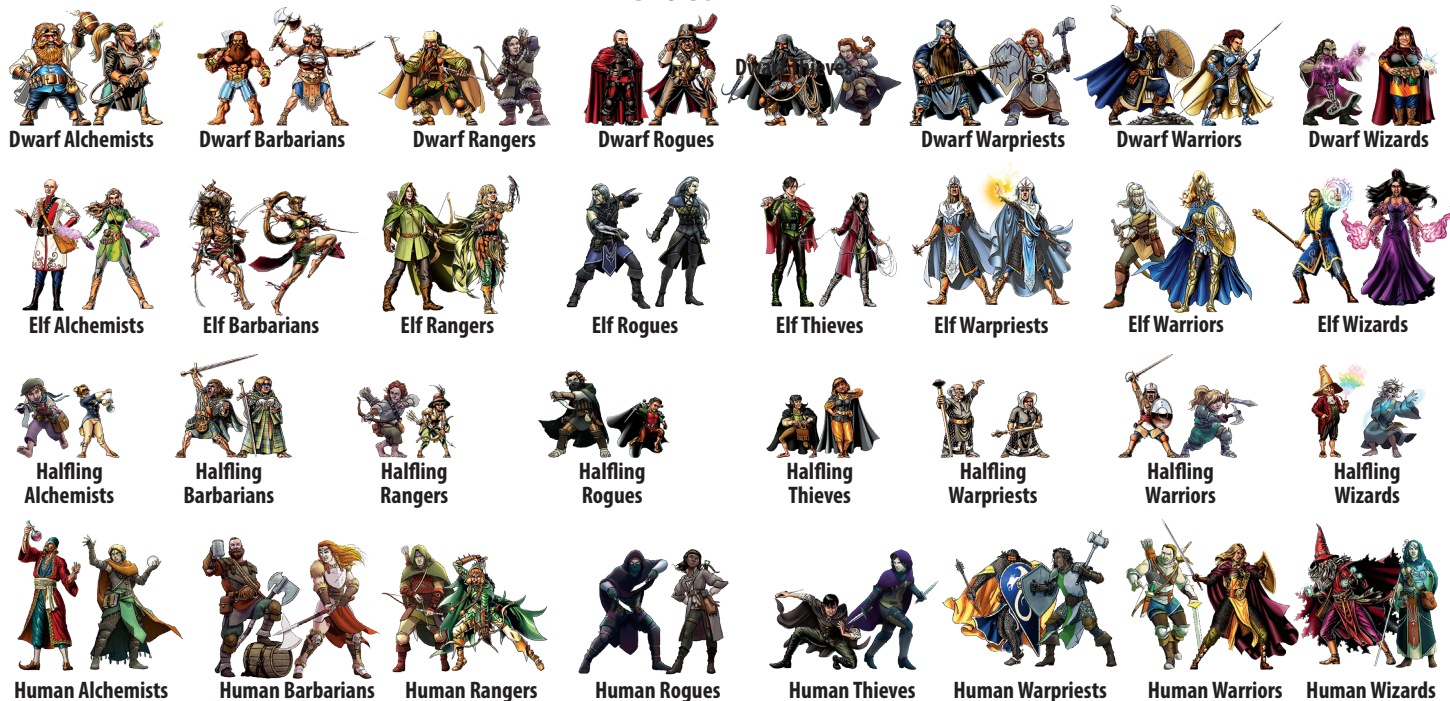 Dwarf Alchemists
Dwarf Barbarians
Dwarf Rangers
Dwarf Rogues
Dwarf Thieves
Dwarf Warpriests
Dwarf Warriors
Dwarf Wizards
Elf Alchemists
Elf Barbarians
Elf Rangers
Elf Rogues
Elf Thieves
Elf Warpriests
Elf Warriors
Elf Wizards
Halfling
Alchemists
Halfling
Barbarians
Halfling
Rangers
Halfling
Rogues
Halfling
Thieves
Halfling
Warpriests
Halfling
Warriors
Halfling
Wizards
Human Alchemists
Human Barbarians
Human Rangers
Human Rogues
Human Thieves
Human Warpriests
Human Warriors
Human Wizards